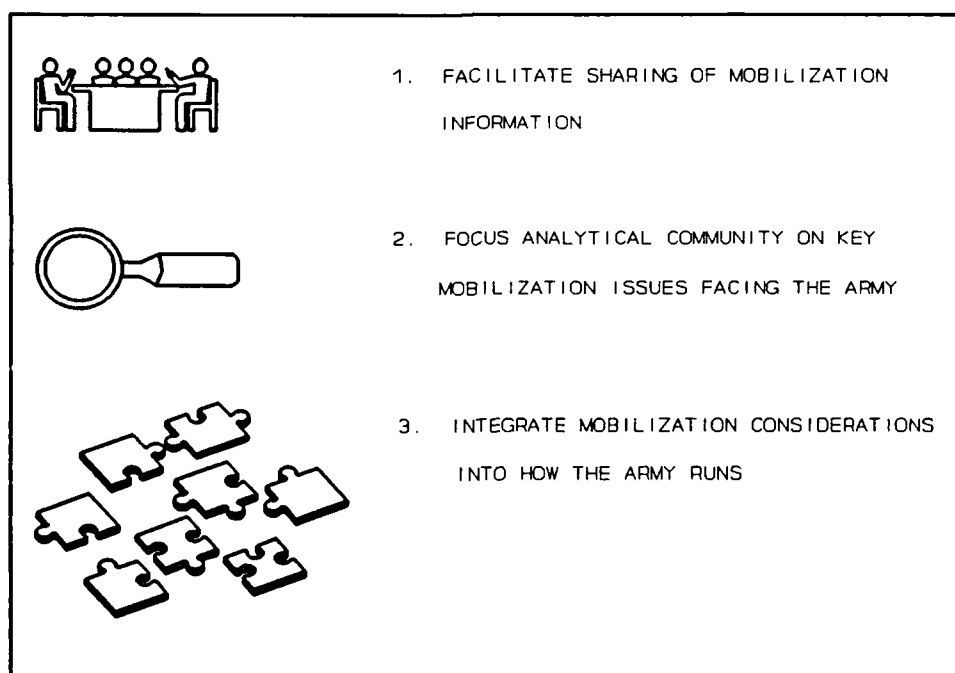 1. FACILITATE SHARING OF MOBILIZATION
INFORMATION
2. FOCUS ANALYTICAL COMMUNITY ON KEY
MOBILIZATION ISSUES FACING THE ARMY
3. INTEGRATE MOBILIZATION CONSIDERATIONS
INTO HOW THE ARMY RUNS